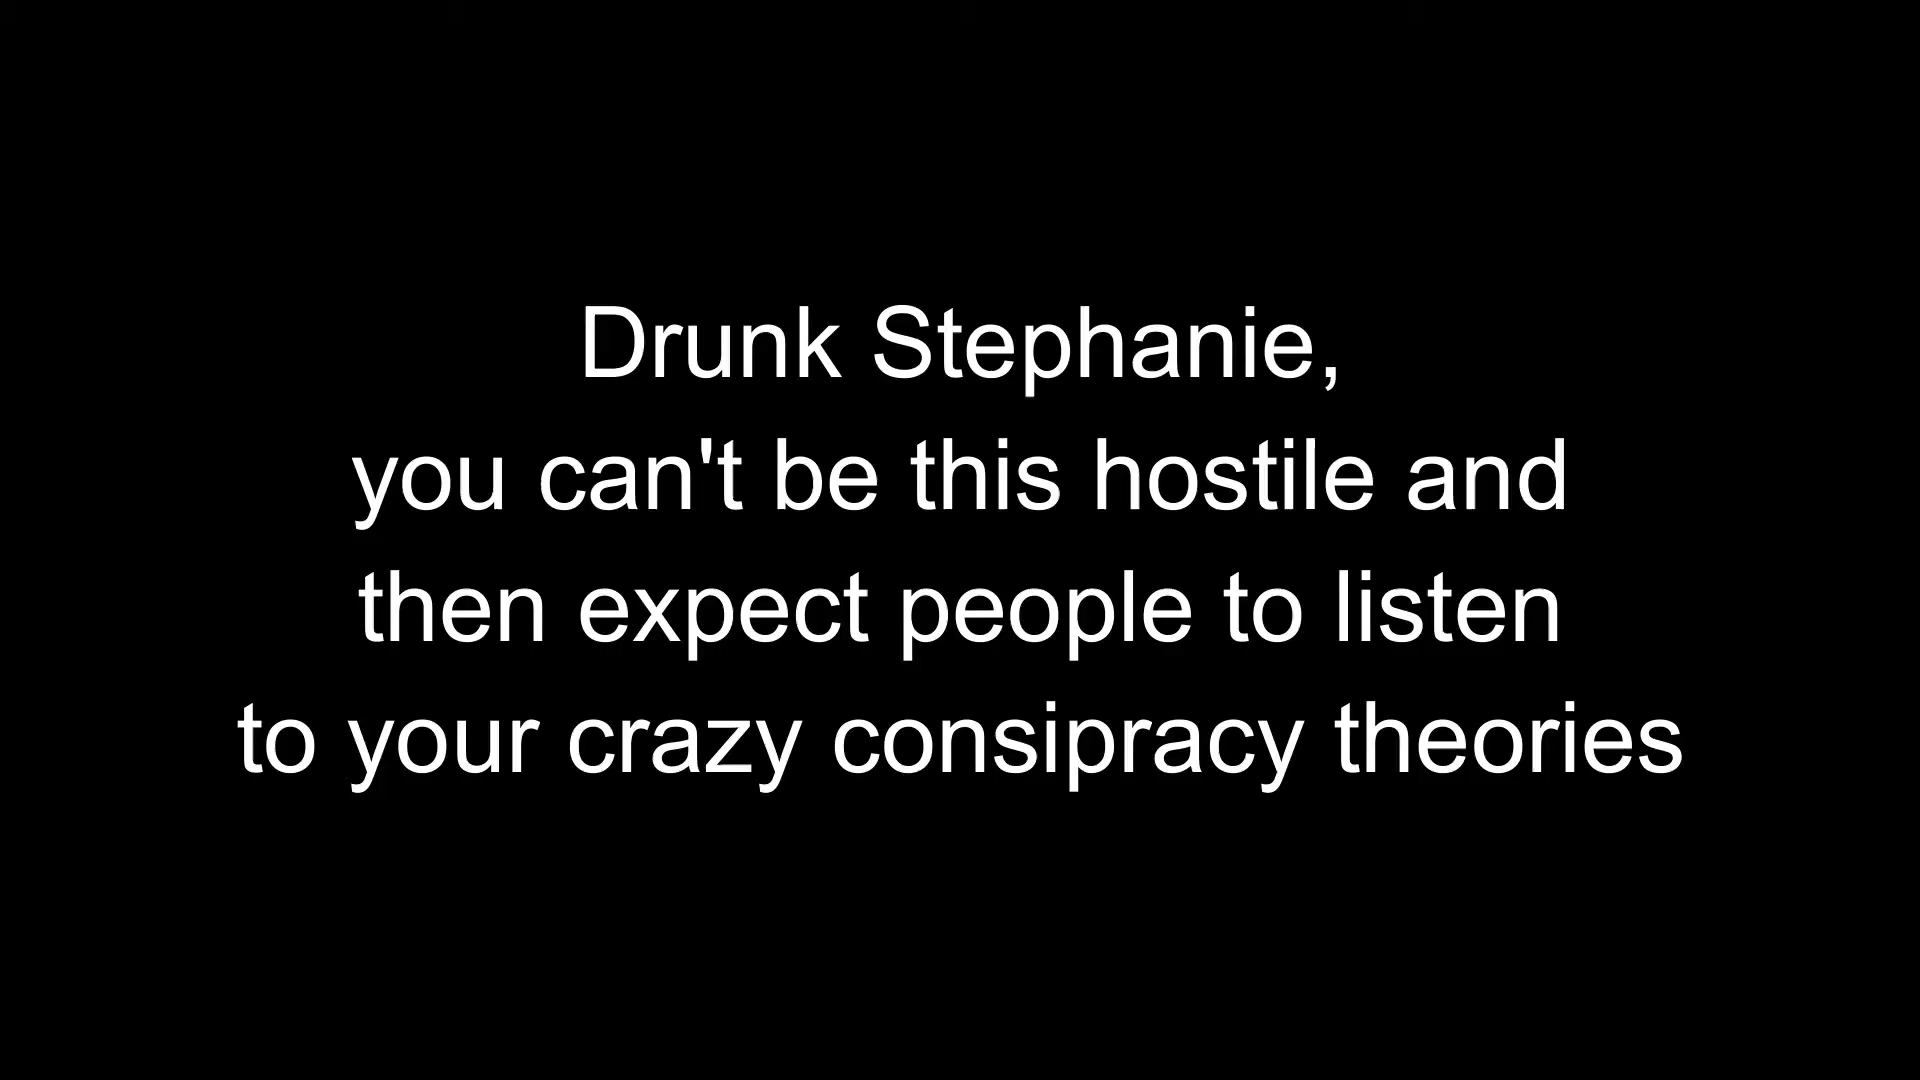 Drunk Stephanie,
you can't be this hostile and
then expect people to listen
to your crazy consipracy theories